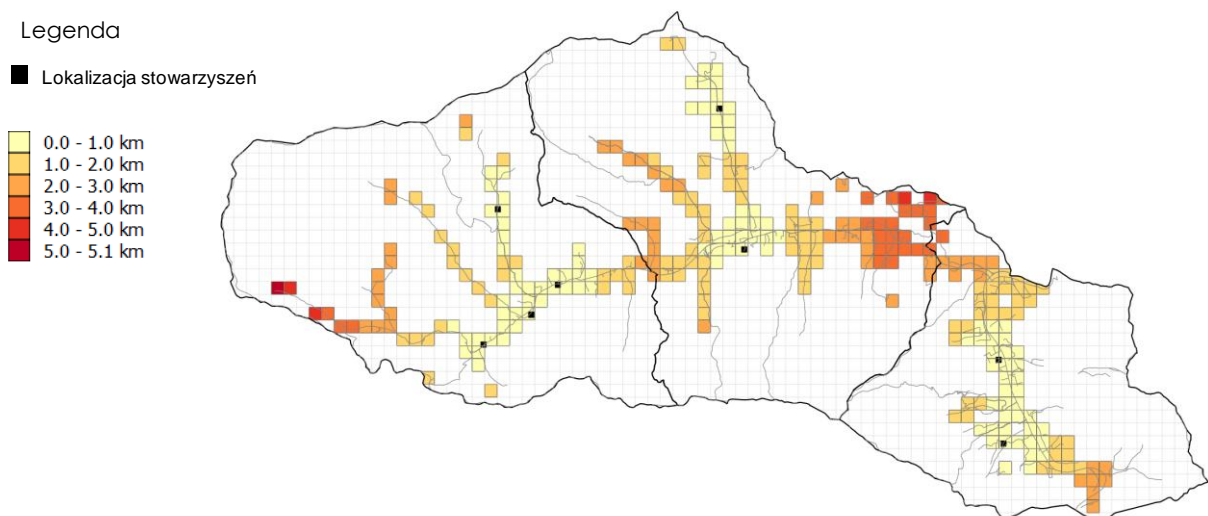 Legenda
Lokalizacja stowarzyszeń
0.0 - 1.0 km
1.0 - 2.0 km
2.0 - 3.0 km
3.0 - 4.0 km
4.0 - 5.0 km
5.0 - 5.1 km